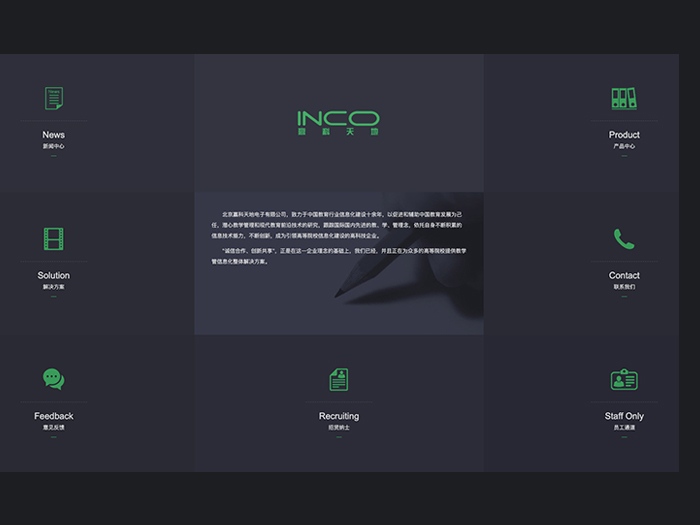 News
新闻中心
INCO
赢科天地
Product
产品中心
北京赢科天地电子有限公司，致力于中国教育行业信息化建设十余年，以促进和辅助中国教育发展为己
任，潜心教学管理和现代教育前沿技术的研究，跟踪国际国内先进的教、学、管理念，依托自身不断积累的
信息技术能力，不断创新，成为引领高等院校信息化建设的高科技企业。
“诚信合作、创新共享”，正是在这一企业理念的基础上，我们已经，并且正在为众多的高等院校提供教学
管信息化整体解决方案。
Solution
解决方案
Contact
联系我们
Feedback
意见反馈
Recruiting
招贤纳士
Staff Only
员工通道